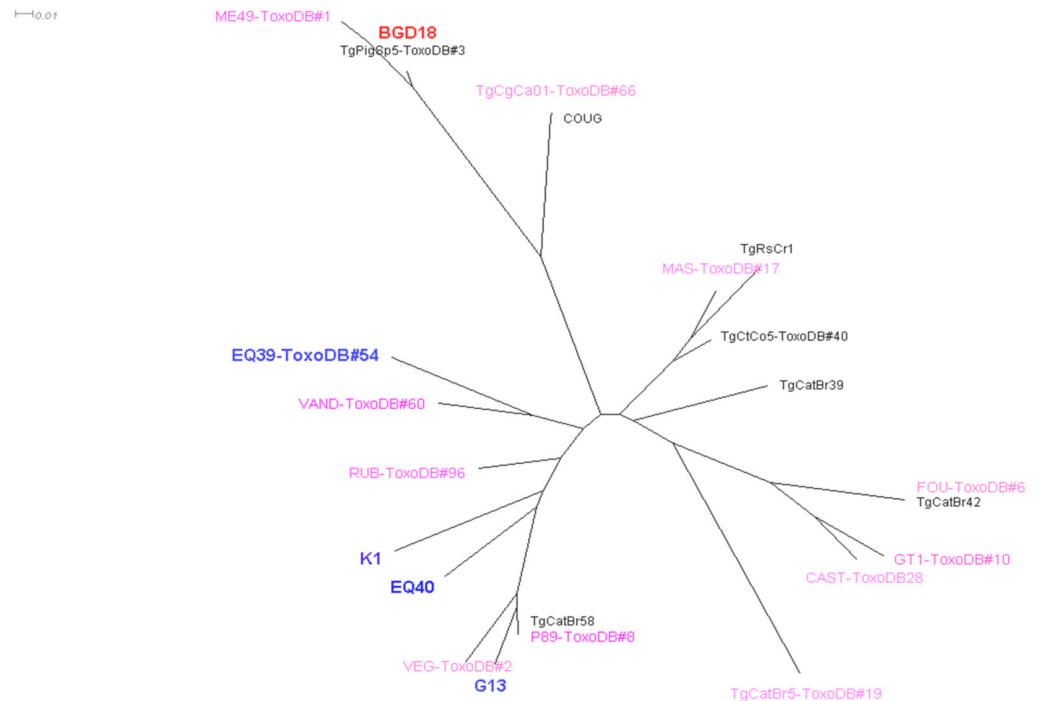 0.01
ME49-ToxoDB#1
BGD18
TgPigSp5-ToxoDB#3
TgCgCa01-ToxoDB#66
COUG
TgRsCr1
MAS-ToxoDB#17
TgCtCo5-ToxoDB#40
EQ39-ToxoDB#54
TgCatBr39
VAND-ToxoDB#60
RUB-ToxoDB#96
FOU-ToxoDB#6
TgCatBr42
K1
GT1-ToxoDB#10
CAST-ToxoDB28
EQ40
TgCatBr58
P89-ToxoDB#8
VEG-ToxoDB#2
G13
TgCatBr5-ToxoDB#19